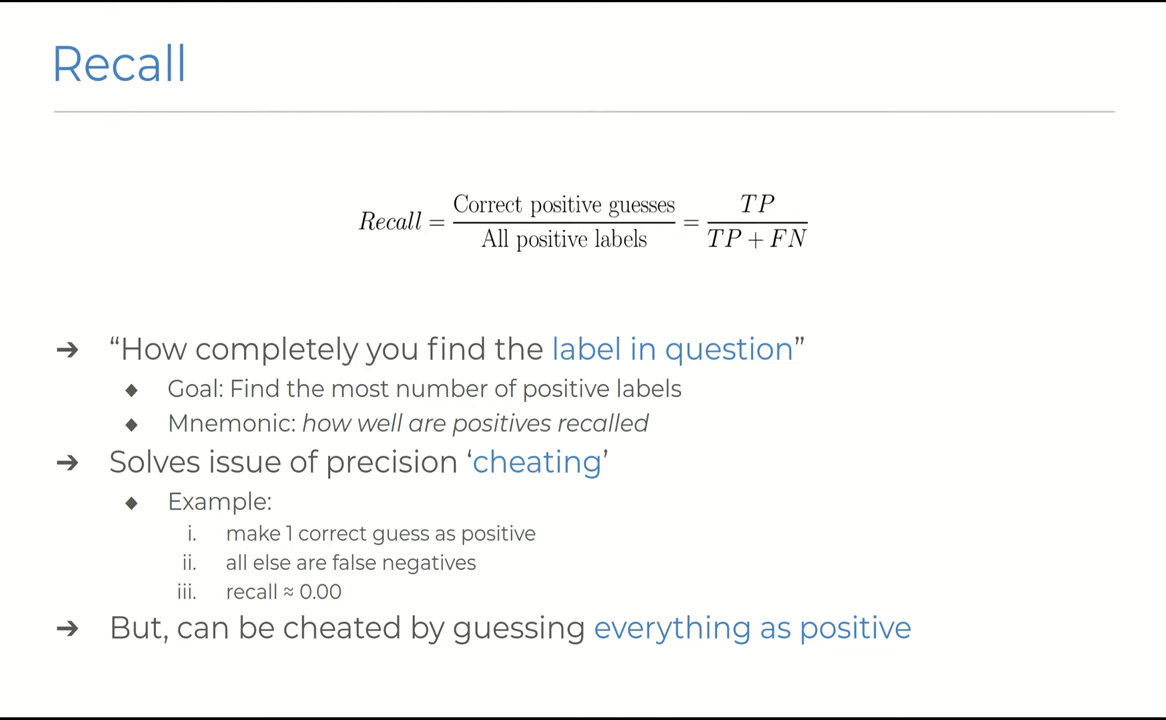 Recall
Recall = Correct positive guesses / All positive labels = TP / TP + FN
➔ “How completely you find the label in question”
◆ Goal: Find the most number of positive labels
◆ Mnemonic: how well are positives recalled
➔ Solves issue of precision ‘cheating’
◆ Example:
i. make 1 correct guess as positive
ii. all else are false negatives
iii. recall ≈ 0.00
➔ But, can be cheated by guessing everything as positive